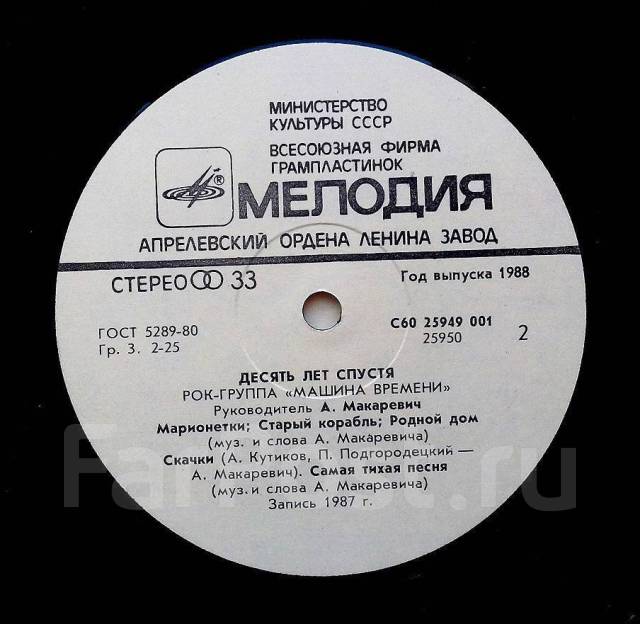 МИНИСТЕРСТВО
КУЛЬТУРЫ СССР
ВСЕСОЮЗНАЯ ФИРМА
ГРАМПЛАСТИНОК
®
МЕЛОДИЯ
АПРЕЛЕВСКИЙ ОРДЕНА ЛЕНИНА ЗАВОД
СТЕРЕО 33
Год выпуска 1988
ГОСТ 5289-80
Гр. 3. 2-25
С60 25949 001
25950
2
ДЕСЯТЬ ЛЕТ СПУСТЯ
РОК-ГРУППА «МАШИНА ВРЕМЕНИ»
Руководитель А. Макаревич
Марионетки; Старый корабль; Родной дом
(муз. и слова А. Макаревича)
Скачки (А. Кутиков, П. Подгородецкий —
А. Макаревич). Самая тихая песня
(муз. и слова А. Макаревича)
Запись 1987 г.